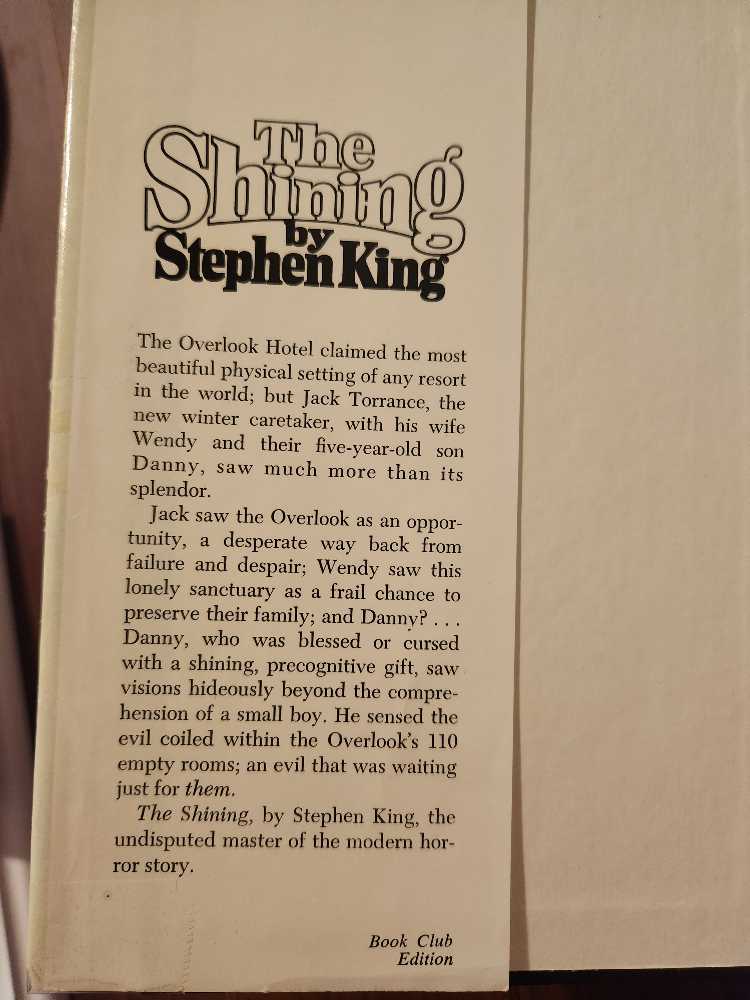 The
Shining
by
Stephen King
The Overlook Hotel claimed the most
beautiful physical setting of any resort
in the world; but Jack Torrance, the
new winter caretaker, with his wife
Wendy and their five-year-old son
Danny, saw much more than its
splendor.
Jack saw the Overlook as an oppor-
tunity, a desperate way back from
failure and despair; Wendy saw this
lonely sanctuary as a frail chance to
preserve their family; and Danny? . . .
Danny, who was blessed or cursed
with a shining, precognitive gift, saw
visions hideously beyond the compre-
hension of a small boy. He sensed the
evil coiled within the Overlook's 110
empty rooms; an evil that was waiting
just for them.
The Shining, by Stephen King, the
undisputed master of the modern hor-
ror story.
Book Club
Edition